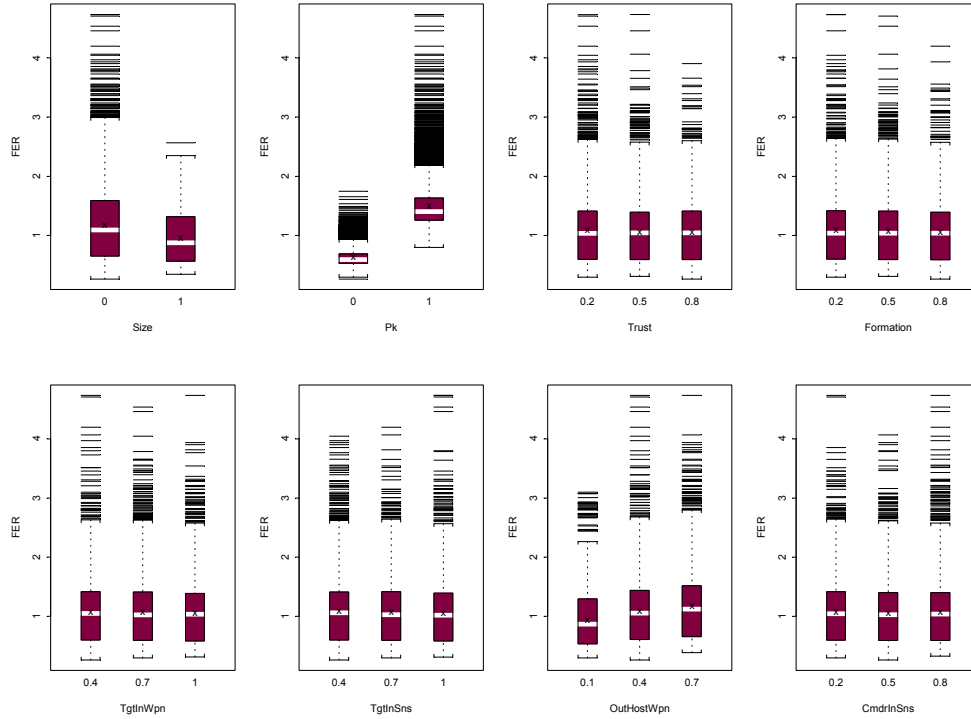 FER
4
3
2
1
0 1
Size
FER
4
3
2
1
0 1
Pk
FER
4
3
2
1
0.2 0.5 0.8
Trust
FER
4
3
2
1
0.2 0.5 0.8
Formation
FER
4
3
2
1
0.4 0.7 1
TgtInWpn
FER
4
3
2
1
0.4 0.7 1
TgtInSns
FER
4
3
2
1
0.1 0.4 0.7
OutHostWpn
FER
4
3
2
1
0.2 0.5 0.8
CmdrInSns